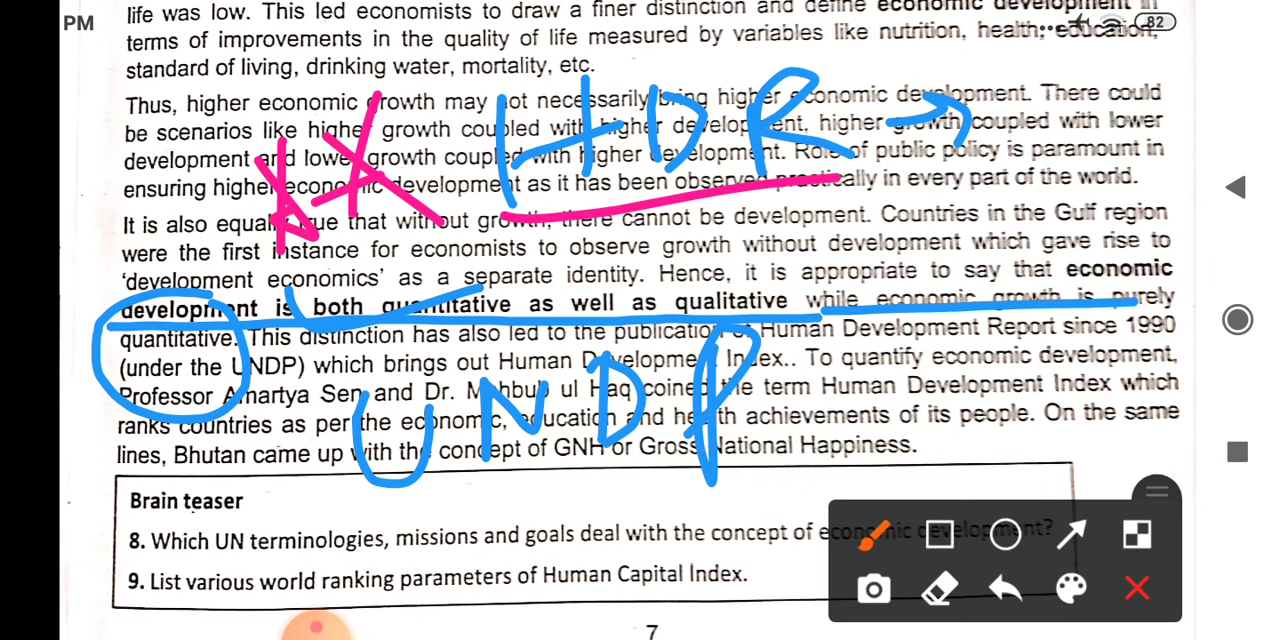 PM
82
life was low. This led economists to draw a finer distinction and define economic development in
terms of improvements in the quality of life measured by variables like nutrition, health, education,
standard of living, drinking water, mortality, etc.
Thus, higher economic growth may not necessarily bring higher economic development. There could
be scenarios like higher growth coupled with higher development, higher growth coupled with lower
development and lower growth coupled with higher development. Role of public policy is paramount in
ensuring higher economic development as it has been observed practically in every part of the world.
HDR
It is also equally true that without growth, there cannot be development. Countries in the Gulf region
were the first instance for economists to observe growth without development which gave rise to
‘development economics’ as a separate identity. Hence, it is appropriate to say that economic
development is both quantitative as well as qualitative while economic growth is purely
quantitative. This distinction has also led to the publication of Human Development Report since 1990
(under the UNDP) which brings out Human Development Index.. To quantify economic development,
Professor Amartya Sen and Dr. Mehbub ul Haq coined the term Human Development Index which
ranks countries as per the economic, education and health achievements of its people. On the same
lines, Bhutan came up with the concept of GNH or Gross National Happiness.
UNDP
Brain teaser
8. Which UN terminologies, missions and goals deal with the concept of economic development?
9. List various world ranking parameters of Human Capital Index.
7